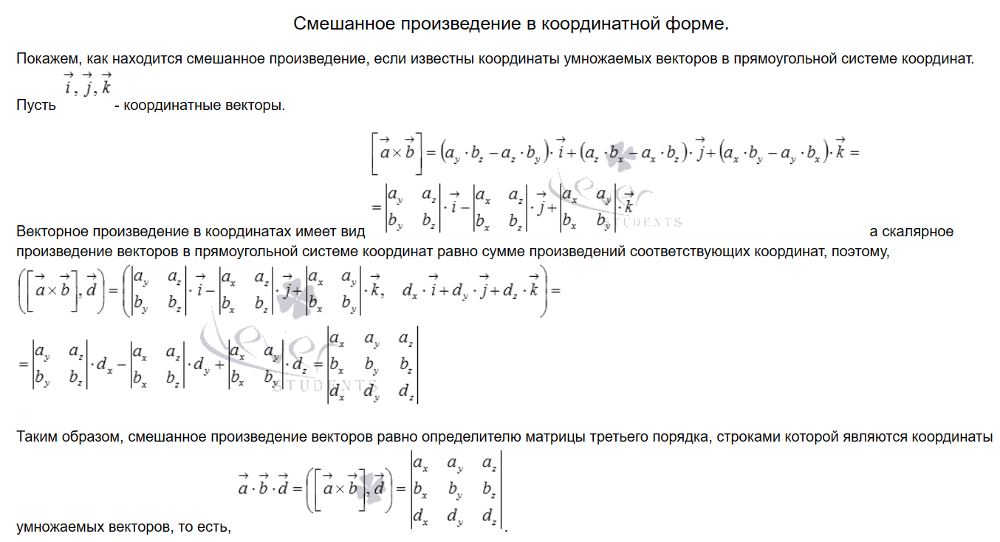 Смешанное произведение в координатной форме.
Покажем, как находится смешанное произведение, если известны координаты умножаемых векторов в прямоугольной системе координат.
Пусть $\vec{i}, \vec{j}, \vec{k}$ - координатные векторы.
$\left[\vec{a} \times \vec{b}\right] = (a_y \cdot b_z - a_z \cdot b_y) \cdot \vec{i} + (a_z \cdot b_x - a_x \cdot b_z) \cdot \vec{j} + (a_x \cdot b_y - a_y \cdot b_x) \cdot \vec{k} =$
Векторное произведение в координатах имеет вид $= \begin{vmatrix} a_y & a_z \\ b_y & b_z \end{vmatrix} \cdot \vec{i} - \begin{vmatrix} a_x & a_z \\ b_x & b_z \end{vmatrix} \cdot \vec{j} + \begin{vmatrix} a_x & a_y \\ b_x & b_y \end{vmatrix} \cdot \vec{k}$ а скалярное
произведение векторов в прямоугольной системе координат равно сумме произведений соответствующих координат, поэтому,
$\left(\left[\vec{a} \times \vec{b}\right], \vec{d}\right) = \left(\begin{vmatrix} a_y & a_z \\ b_y & b_z \end{vmatrix} \cdot \vec{i} - \begin{vmatrix} a_x & a_z \\ b_x & b_z \end{vmatrix} \cdot \vec{j} + \begin{vmatrix} a_x & a_y \\ b_x & b_y \end{vmatrix} \cdot \vec{k}, \quad d_x \cdot \vec{i} + d_y \cdot \vec{j} + d_z \cdot \vec{k}\right) =$
$= \begin{vmatrix} a_y & a_z \\ b_y & b_z \end{vmatrix} \cdot d_x - \begin{vmatrix} a_x & a_z \\ b_x & b_z \end{vmatrix} \cdot d_y + \begin{vmatrix} a_x & a_y \\ b_x & b_y \end{vmatrix} \cdot d_z = \begin{vmatrix} a_x & a_y & a_z \\ b_x & b_y & b_z \\ d_x & d_y & d_z \end{vmatrix}$
Таким образом, смешанное произведение векторов равно определителю матрицы третьего порядка, строками которой являются координаты
умножаемых векторов, то есть, $\vec{a} \cdot \vec{b} \cdot \vec{d} = \left(\left[\vec{a} \times \vec{b}\right], \vec{d}\right) = \begin{vmatrix} a_x & a_y & a_z \\ b_x & b_y & b_z \\ d_x & d_y & d_z \end{vmatrix}$.